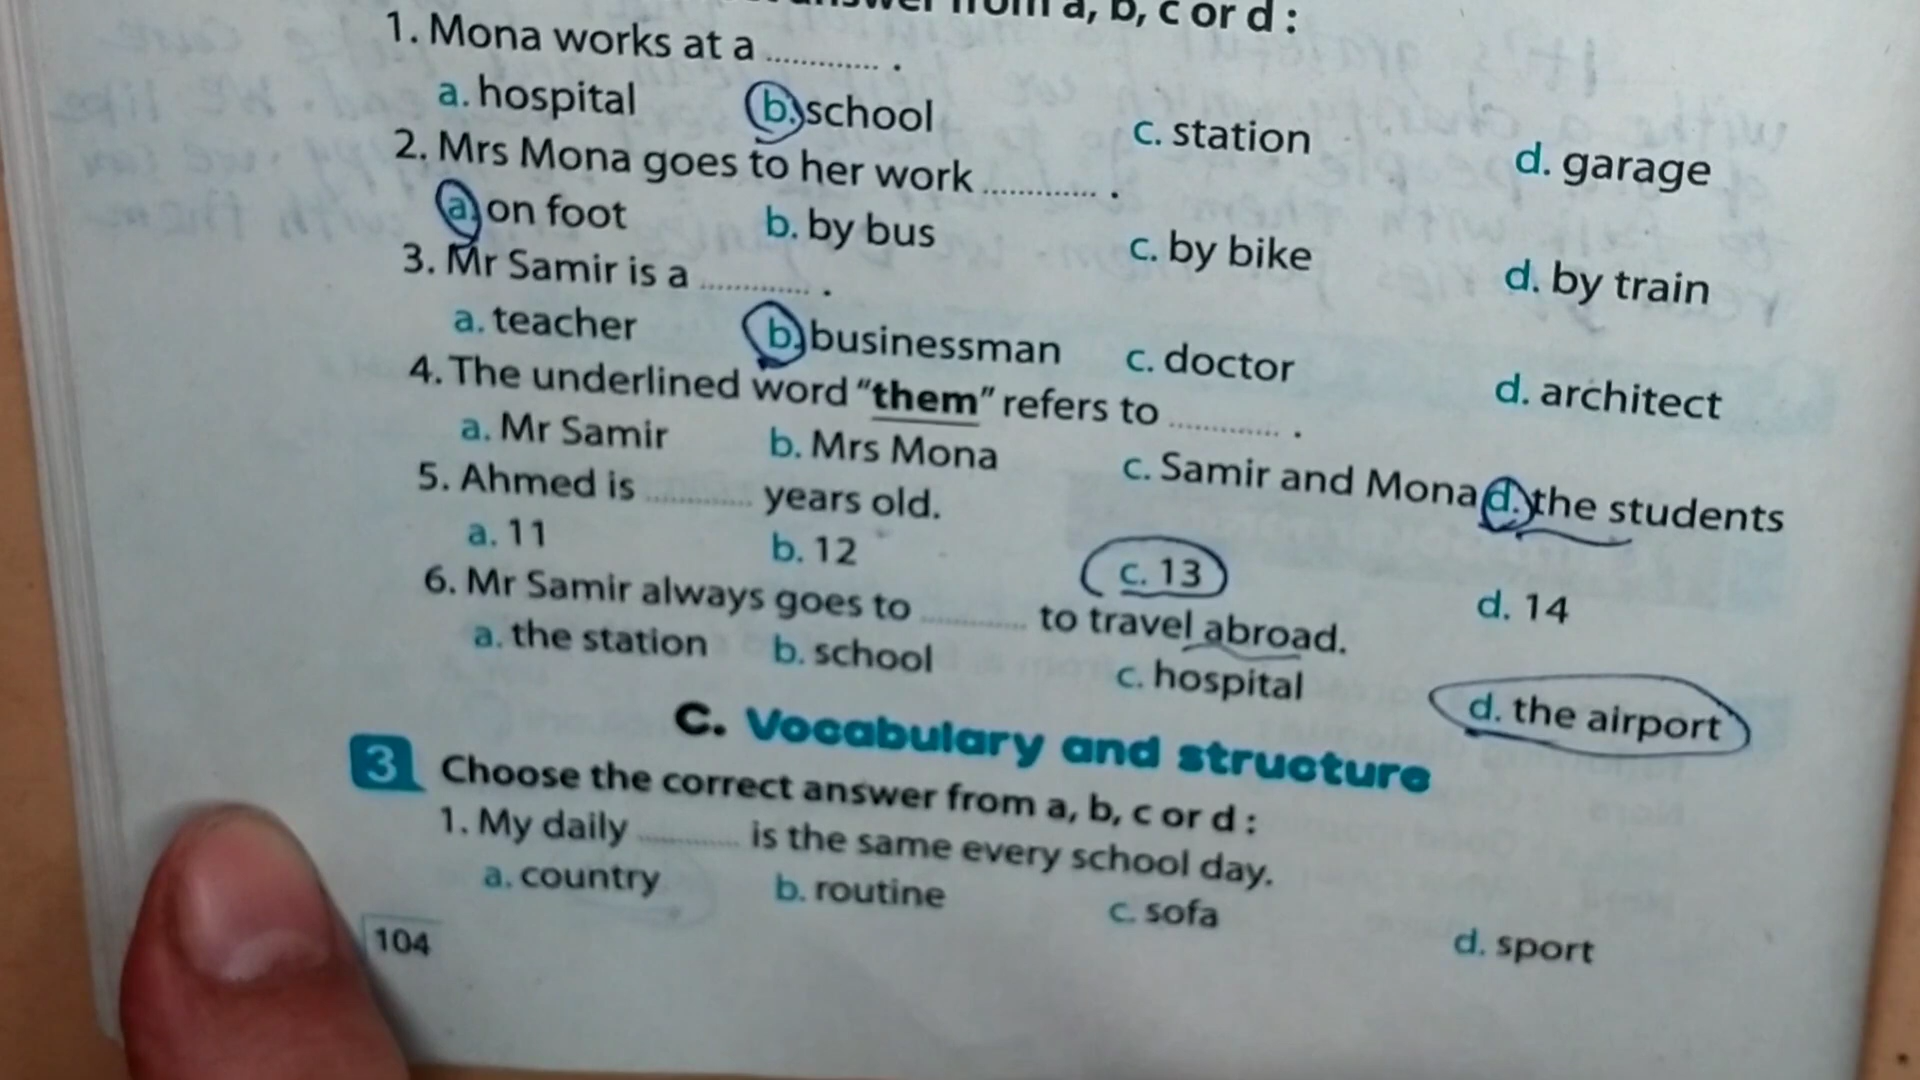 answer from a, b, c or d :
1. Mona works at a ............. .
a. hospital b. school c. station d. garage
2. Mrs Mona goes to her work ............. .
a. on foot b. by bus c. by bike d. by train
3. Mr Samir is a ............. .
a. teacher b. businessman c. doctor d. architect
4. The underlined word “them” refers to ............. .
a. Mr Samir b. Mrs Mona c. Samir and Mona d. the students
5. Ahmed is ............. years old.
a. 11 b. 12 c. 13 d. 14
6. Mr Samir always goes to ............. to travel abroad.
a. the station b. school c. hospital d. the airport
C. Vocabulary and structure
3 Choose the correct answer from a, b, c or d :
1. My daily ............. is the same every school day.
a. country b. routine c. sofa d. sport
104